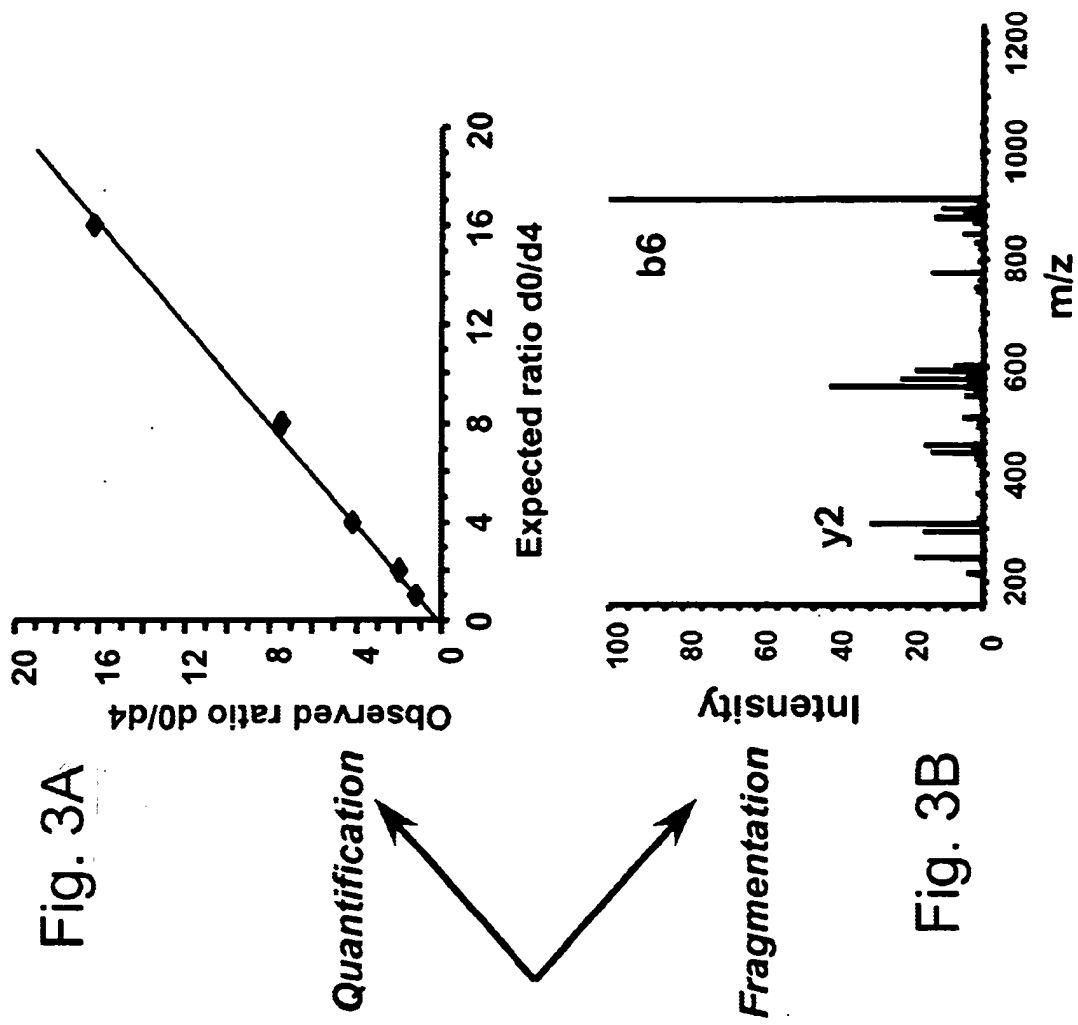 Fig. 3A
Quantification
Observed ratio d0/d4
20
16
12
8
4
0
0 4 8 12 16 20
Expected ratio d0/d4
Fragmentation
Fig. 3B
Intensity
100
80
60
40
20
0
y2
b6
200 400 600 800 1000 1200
m/z